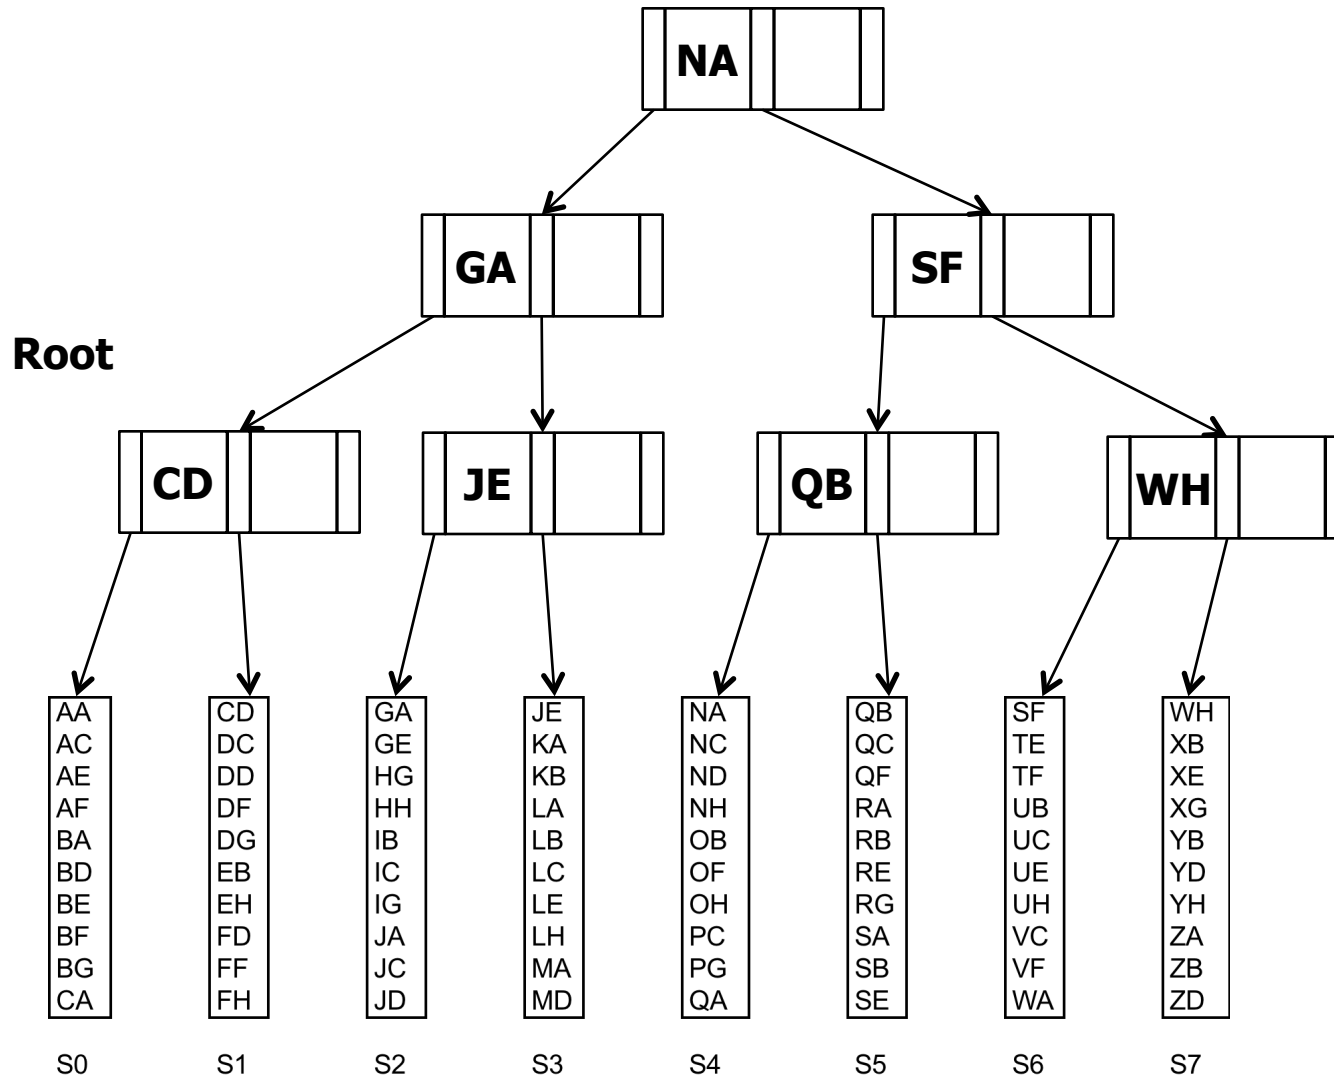 NA
GA
SF
Root
CD
JE
QB
WH
AA
AC
AE
AF
BA
BD
BE
BF
BG
CA
CD
DC
DD
DF
DG
EB
EH
FD
FF
FH
GA
GE
HG
HH
IB
IC
IG
JA
JC
JD
JE
KA
KB
LA
LB
LC
LE
LH
MA
MD
NA
NC
ND
NH
OB
OF
OH
PC
PG
QA
QB
QC
QF
RA
RB
RE
RG
SA
SB
SE
SF
TE
TF
UB
UC
UE
UH
VC
VF
WA
WH
XB
XE
XG
YB
YD
YH
ZA
ZB
ZD
S0
S1
S2
S3
S4
S5
S6
S7